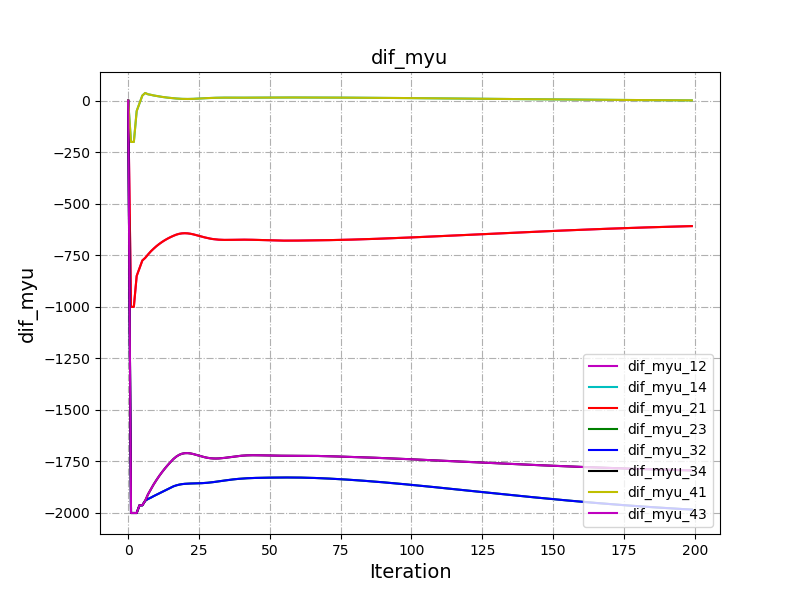 dif_myu
dif_myu
0
−250
−500
−750
−1000
−1250
−1500
−1750
−2000
dif_myu_12
dif_myu_14
dif_myu_21
dif_myu_23
dif_myu_32
dif_myu_34
dif_myu_41
dif_myu_43
0 25 50 75 100 125 150 175 200
Iteration